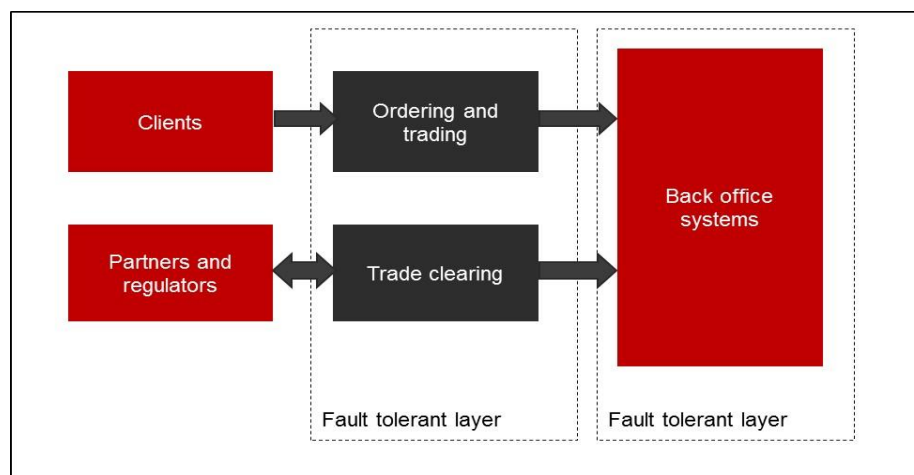 Clients
Ordering and
trading
Back office
systems
Partners and
regulators
Trade clearing
Fault tolerant layer
Fault tolerant layer